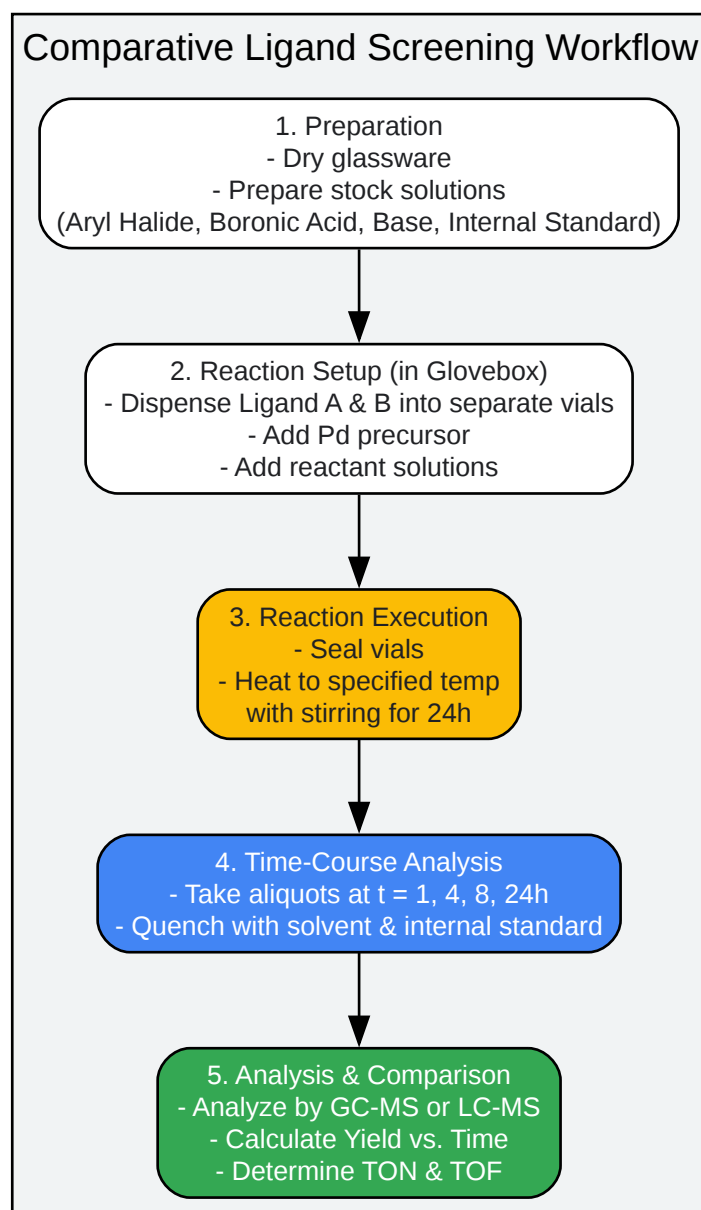 Comparative Ligand Screening Workflow
1. Preparation
- Dry glassware
- Prepare stock solutions
(Aryl Halide, Boronic Acid, Base, Internal Standard)
2. Reaction Setup (in Glovebox)
- Dispense Ligand A & B into separate vials
- Add Pd precursor
- Add reactant solutions
3. Reaction Execution
- Seal vials
- Heat to specified temp
with stirring for 24h
4. Time-Course Analysis
- Take aliquots at t = 1, 4, 8, 24h
- Quench with solvent & internal standard
5. Analysis & Comparison
- Analyze by GC-MS or LC-MS
- Calculate Yield vs. Time
- Determine TON & TOF